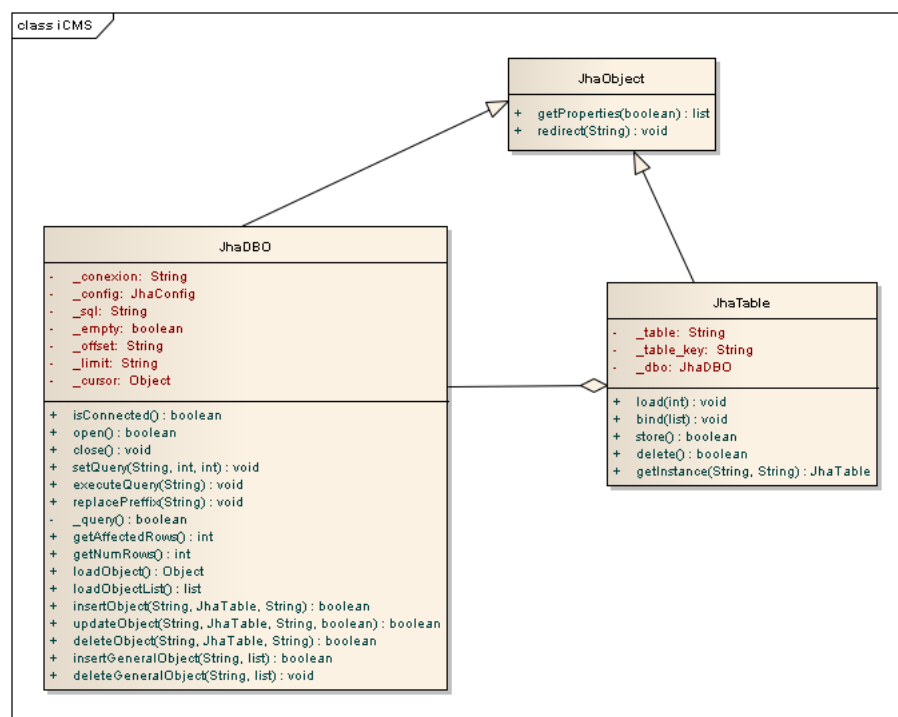 class iCMS
JhaObject
+ getProperties(boolean) : list
+ redirect(String) : void
JhaDBO
- _conexion: String
- _config: JhaConfig
- _sql: String
- _empty: boolean
- _offset: String
- _limit: String
- _cursor: Object
+ isConnected() : boolean
+ open() : boolean
+ close() : void
+ setQuery(String, int, int) : void
+ executeQuery(String) : void
+ replacePreffix(String) : void
- _query() : boolean
+ getAffectedRows() : int
+ getNumRows() : int
+ loadObject() : Object
+ loadObjectList() : list
+ insertObject(String, JhaTable, String) : boolean
+ updateObject(String, JhaTable, String, boolean) : boolean
+ deleteObject(String, JhaTable, String) : boolean
+ insertGeneralObject(String, list) : boolean
+ deleteGeneralObject(String, list) : void
JhaTable
- _table: String
- _table_key: String
- _dbo: JhaDBO
+ load(int) : void
+ bind(list) : void
+ store() : boolean
+ delete() : boolean
+ getInstance(String, String) : JhaTable